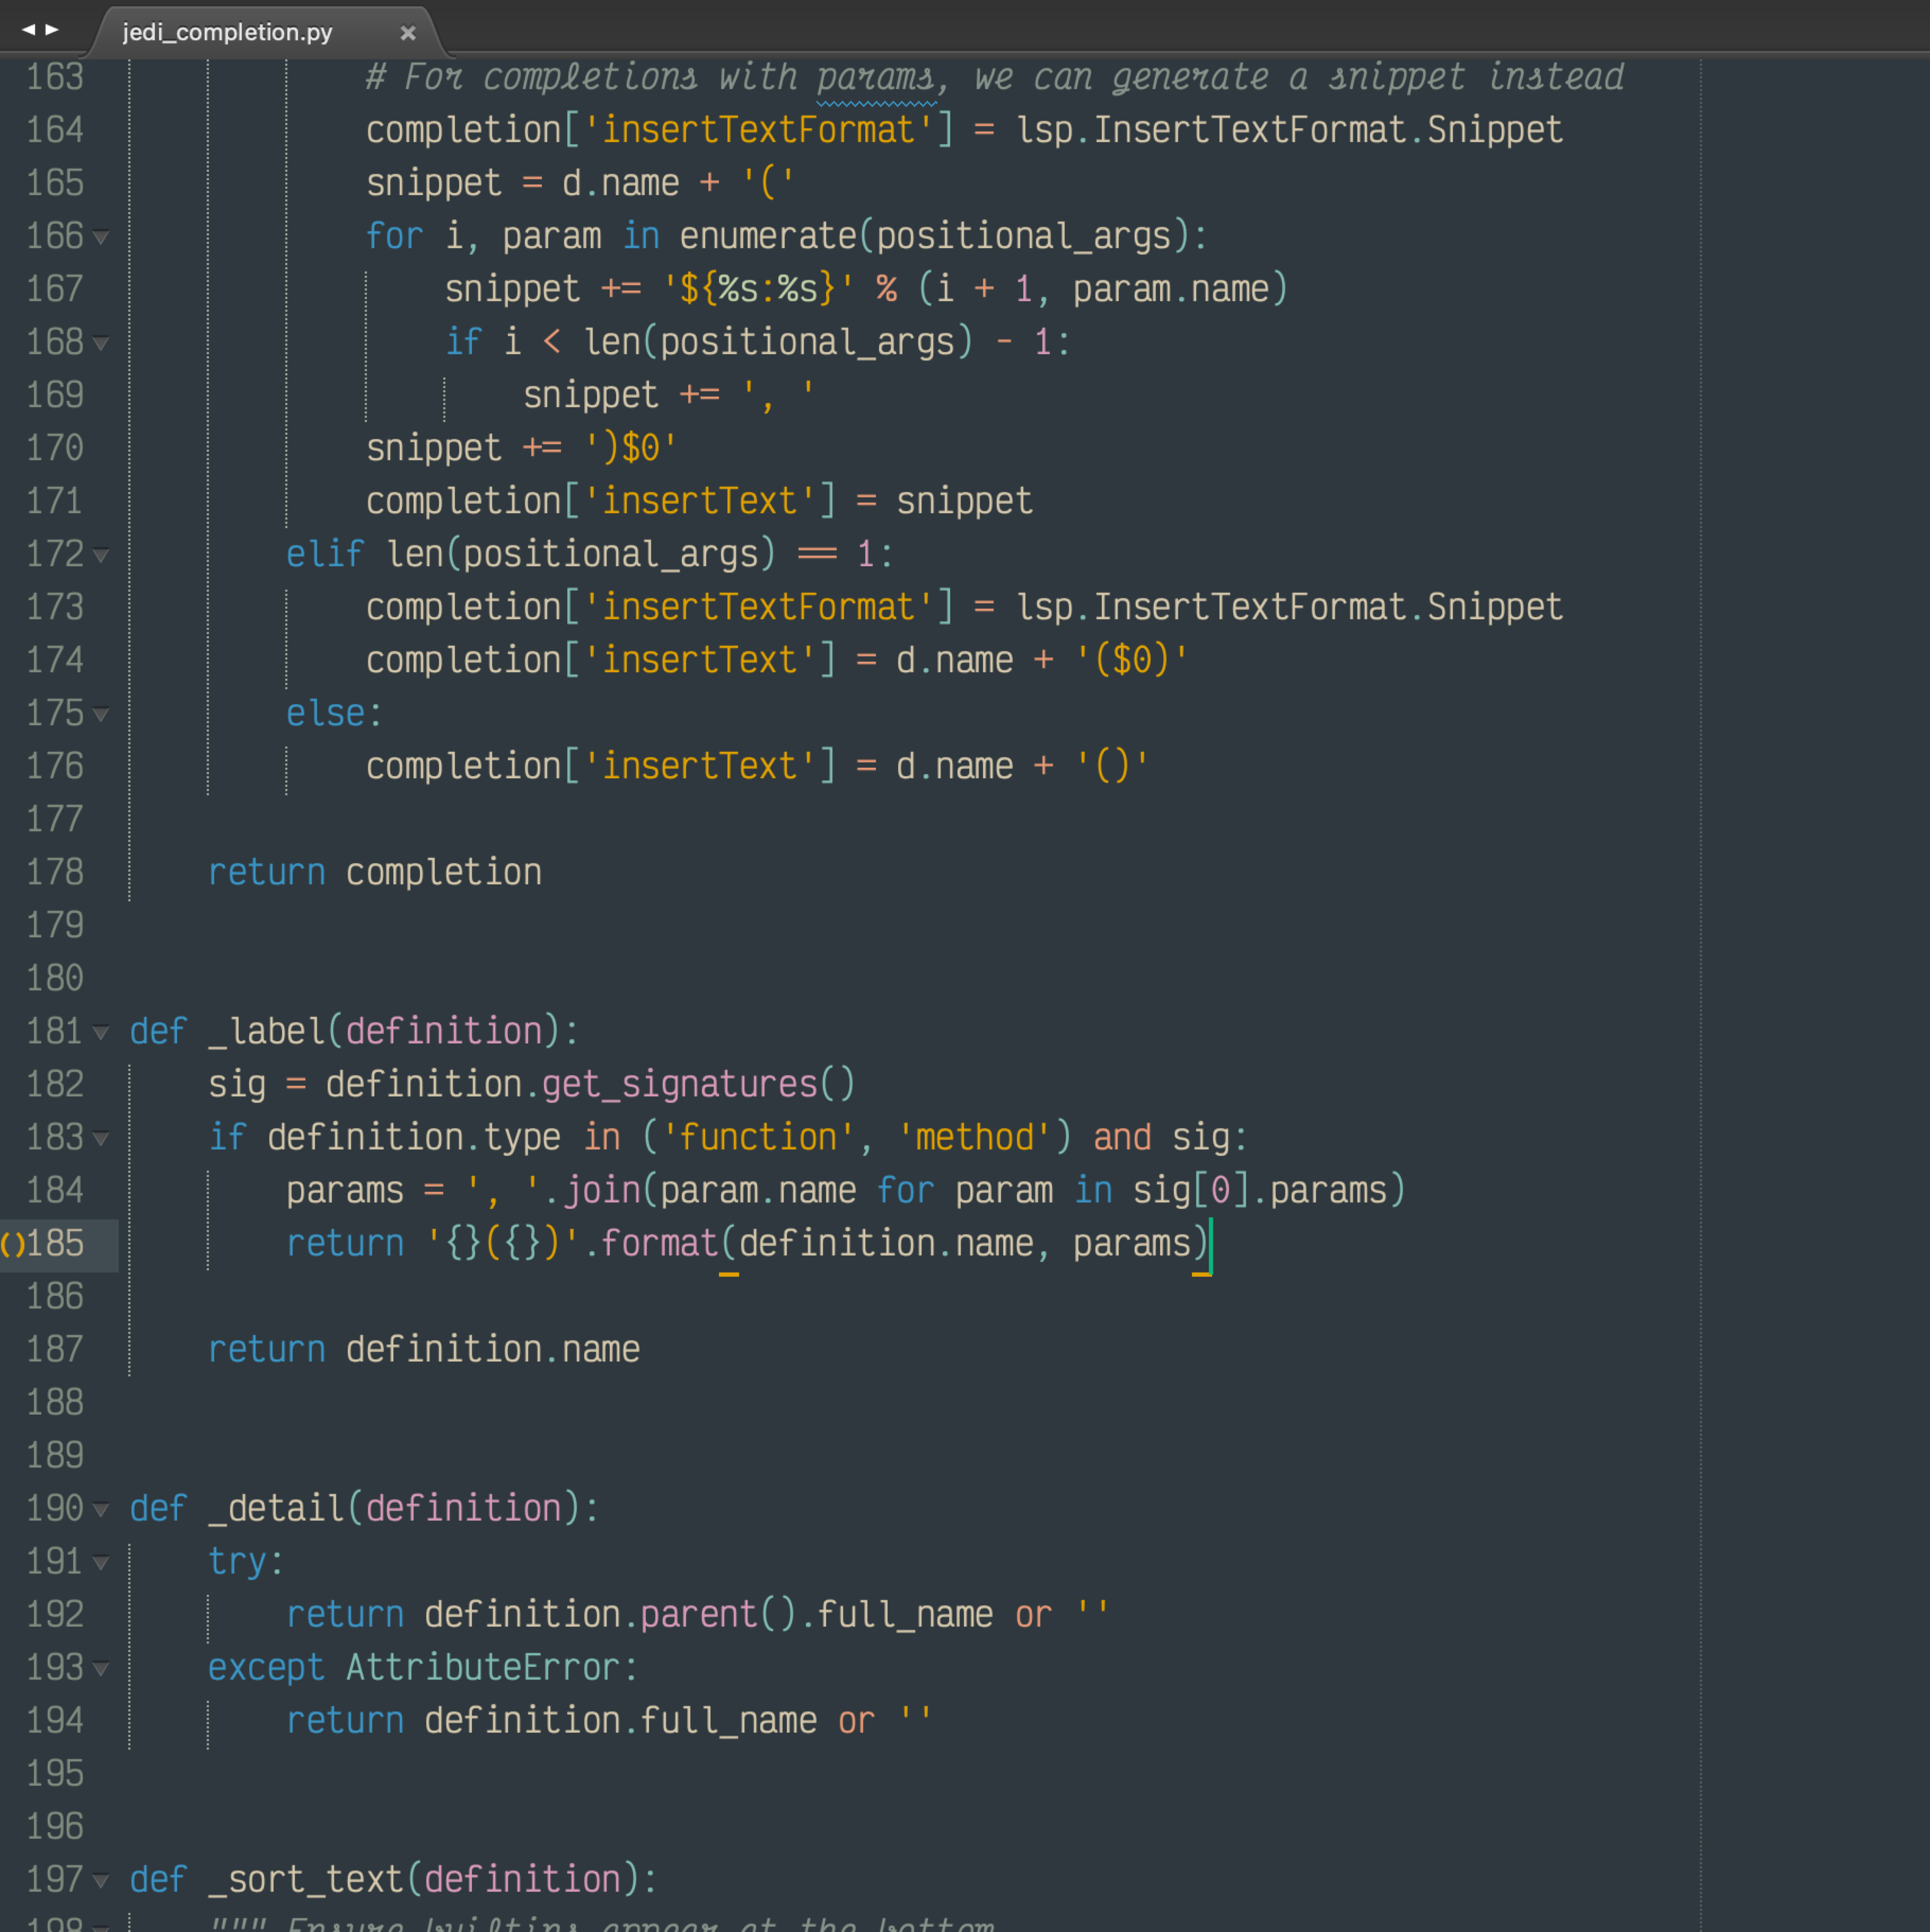 jedi_completion.py ×
163 # For completions with params, we can generate a snippet instead
164 completion['insertTextFormat'] = lsp.InsertTextFormat.Snippet
165 snippet = d.name + '('
166 for i, param in enumerate(positional_args):
167 snippet += '${%s:%s}' % (i + 1, param.name)
168 if i < len(positional_args) - 1:
169 snippet += ', '
170 snippet += ')$0'
171 completion['insertText'] = snippet
172 elif len(positional_args) == 1:
173 completion['insertTextFormat'] = lsp.InsertTextFormat.Snippet
174 completion['insertText'] = d.name + '($0)'
175 else:
176 completion['insertText'] = d.name + '()'
177
178 return completion
179
180
181 def _label(definition):
182 sig = definition.get_signatures()
183 if definition.type in ('function', 'method') and sig:
184 params = ', '.join(param.name for param in sig[0].params)
()185 return '{}({})'.format(definition.name, params)
186
187 return definition.name
188
189
190 def _detail(definition):
191 try:
192 return definition.parent().full_name or ''
193 except AttributeError:
194 return definition.full_name or ''
195
196
197 def _sort_text(definition):
198 """ Ensure builtins appear at the bottom.